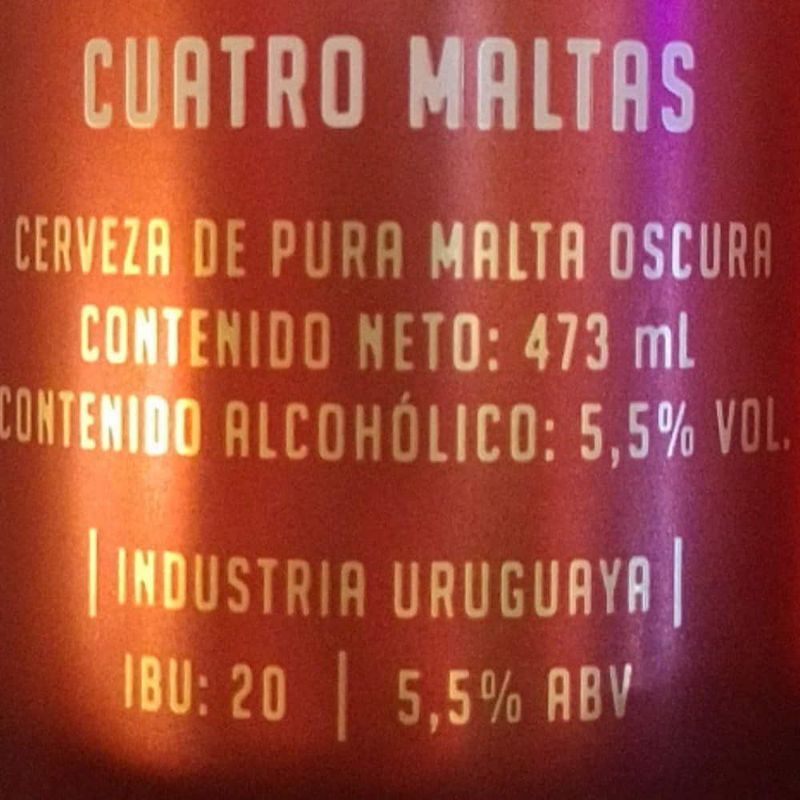 CUATRO MALTAS
CERVEZA DE PURA MALTA OSCURA
CONTENIDO NETO: 473 mL
CONTENIDO ALCOHÓLICO: 5,5% VOL.
| INDUSTRIA URUGUAYA |
IBU: 20 | 5,5% ABV